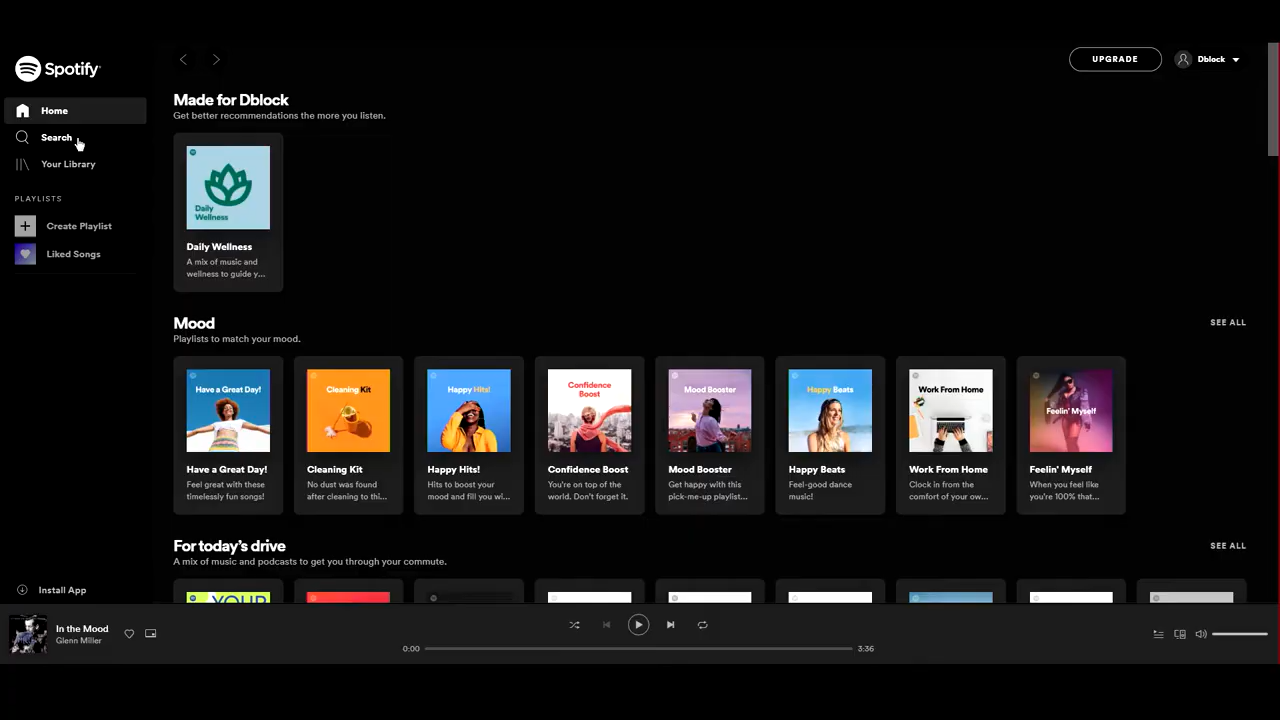 Spotify
Home
Search
Your Library
PLAYLISTS
Create Playlist
Liked Songs
Install App
UPGRADE
Dblock
Made for Dblock
Get better recommendations the more you listen.
Daily
Wellness
Daily Wellness
A mix of music and
wellness to guide y...
Mood
SEE ALL
Playlists to match your mood.
Have a Great Day!
Cleaning Kit
Happy Hits!
Confidence
Boost
Mood Booster
Happy Beats
Work From Home
Feelin' Myself
Have a Great Day!
Feel great with these
timelessly fun songs!
Cleaning Kit
No dust was found
after cleaning to thi...
Happy Hits!
Hits to boost your
mood and fill you wi...
Confidence Boost
You're on top of the
world. Don't forget it.
Mood Booster
Get happy with this
pick-me-up playlist...
Happy Beats
Feel-good dance
music!
Work From Home
Clock in from the
comfort of your ow...
Feelin' Myself
When you feel like
you're 100% that...
For today's drive
SEE ALL
A mix of music and podcasts to get you through your commute.
YOUR
In the Mood
Glenn Miller
0:00
3:36